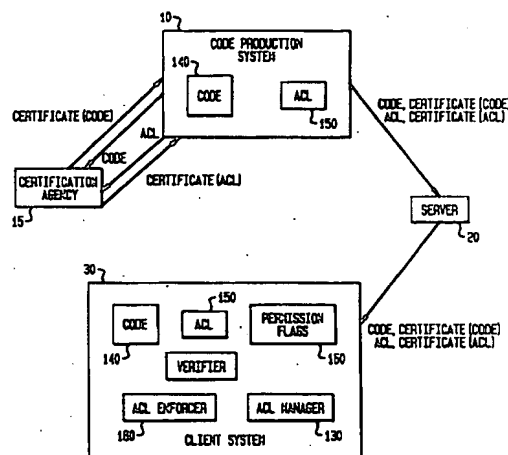 10
CODE PRODUCTION
SYSTEM
140
CODE
ACL
150
CERTIFICATE (CODE)
ACL
CODE
CERTIFICATE (ACL)
CERTIFICATION
AGENCY
15
CODE, CERTIFICATE (CODE)
ACL, CERTIFICATE (ACL)
SERVER
20
30
150
CODE
ACL
PERMISSION
FLAGS
140
160
VERIFIER
CODE, CERTIFICATE (CODE)
ACL, CERTIFICATE (ACL)
ACL ENFORCER
ACL MANAGER
180
130
CLIENT SYSTEM